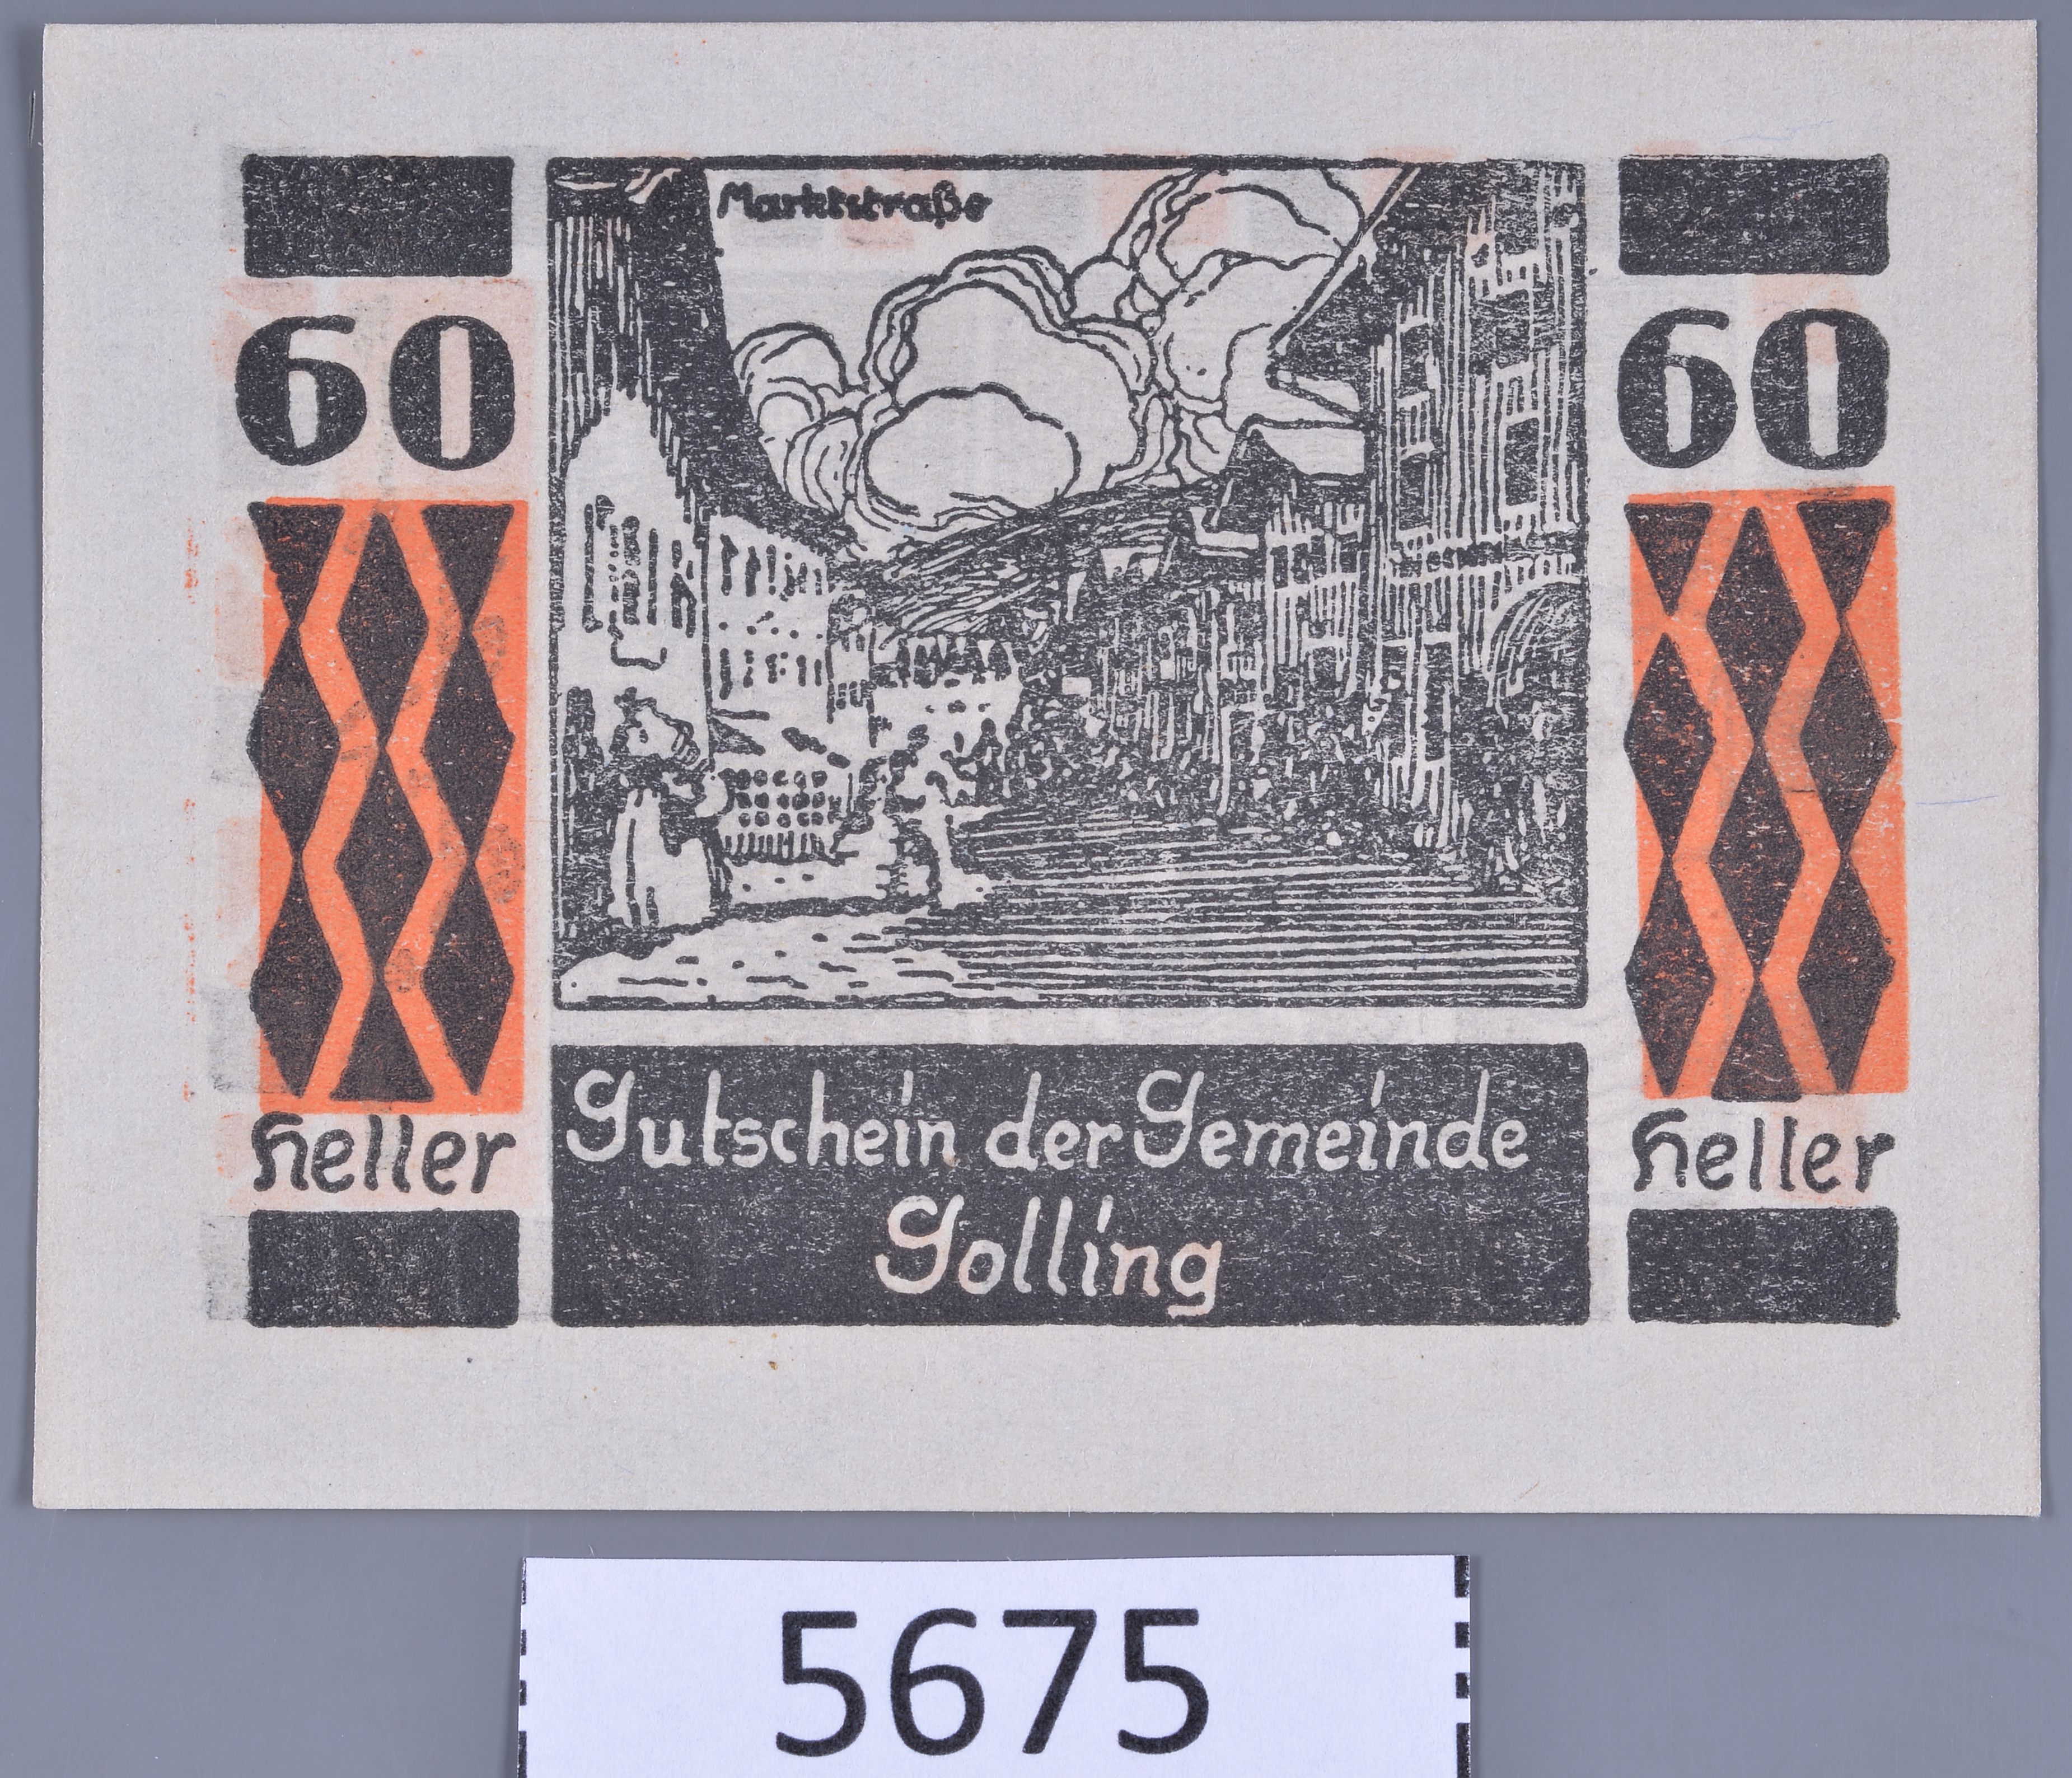 Marktstraße
60
60
Heller
Heller
Gutschein der Gemeinde
Golling
5675